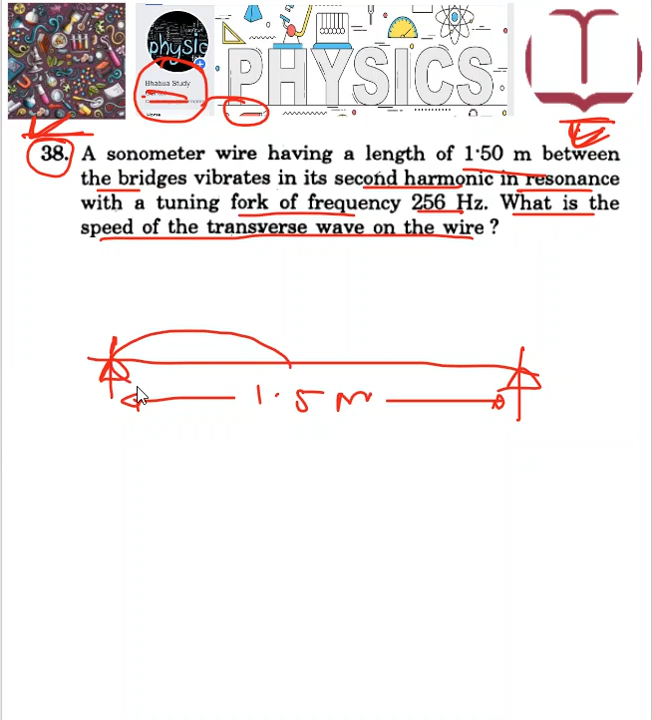 physic
Bhabua Study
PHYSICS
38. A sonometer wire having a length of 1·50 m between
the bridges vibrates in its second harmonic in resonance
with a tuning fork of frequency 256 Hz. What is the
speed of the transverse wave on the wire ?
1.5 m